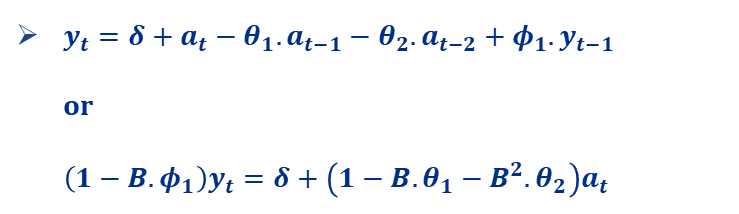 ➢ yₜ = δ + aₜ − θ₁.aₜ₋₁ − θ₂.aₜ₋₂ + ϕ₁.yₜ₋₁
or
(1 − B.ϕ₁)yₜ = δ + (1 − B.θ₁ − B².θ₂)aₜ